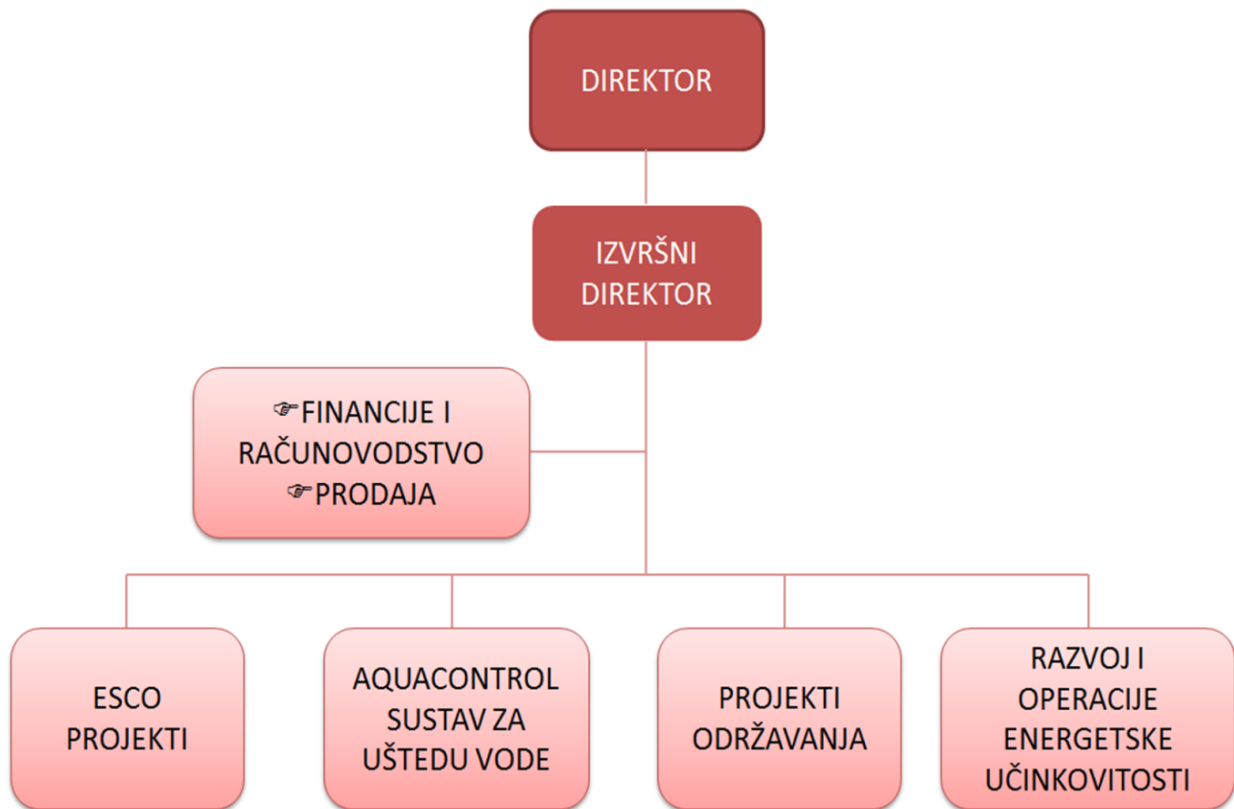 DIREKTOR
IZVRŠNI
DIREKTOR
☞FINANCIJE I
RAČUNOVODSTVO
☞PRODAJA
ESCO
PROJEKTI
AQUACONTROL
SUSTAV ZA
UŠTEDU VODE
PROJEKTI
ODRŽAVANJA
RAZVOJ I
OPERACIJE
ENERGETSKE
UČINKOVITOSTI